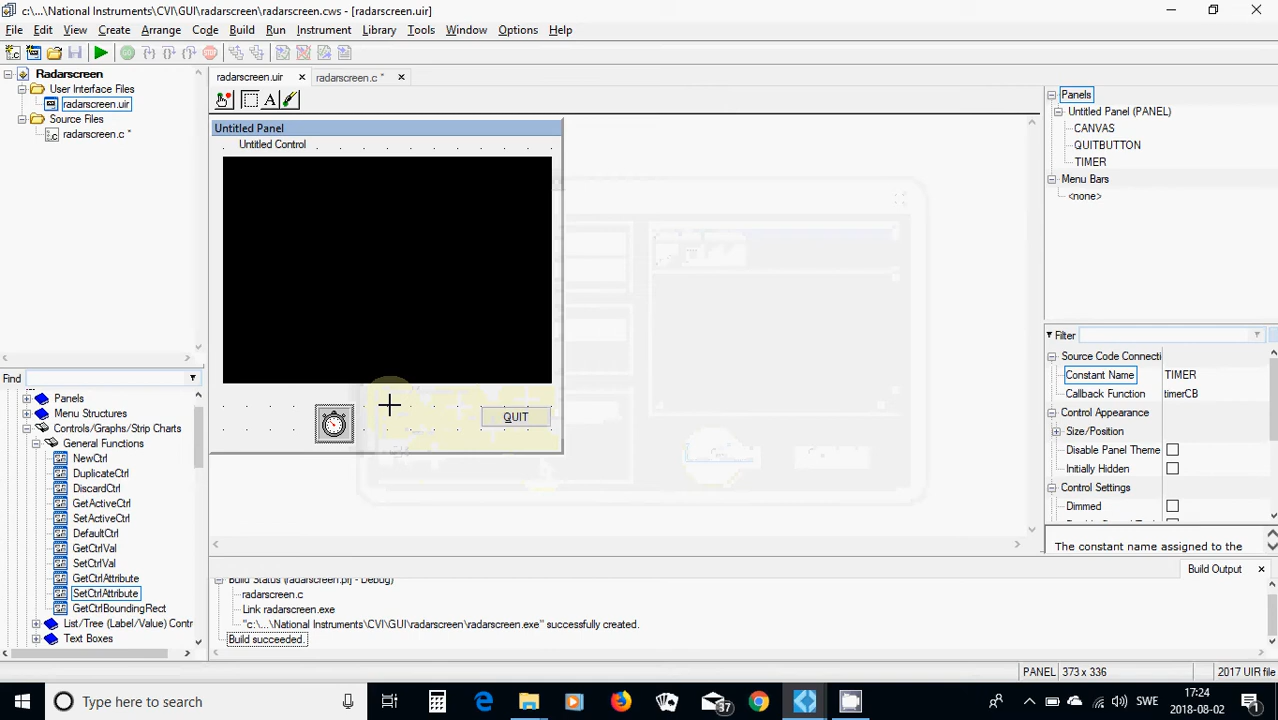 c:\...\National Instruments\CVI\GUI\radarscreen\radarscreen.cws - [radarscreen.uir]
File Edit View Create Arrange Code Build Run Instrument Library Tools Window Options Help
Radarscreen
User Interface Files
radarscreen.uir
Source Files
radarscreen.c *
radarscreen.uir
radarscreen.c *
A
Untitled Panel
Untitled Control
QUIT
Panels
Untitled Panel (PANEL)
CANVAS
QUITBUTTON
TIMER
Menu Bars
<none>
Find
Panels
Menu Structures
Controls/Graphs/Strip Charts
General Functions
NewCtrl
DuplicateCtrl
DiscardCtrl
GetActiveCtrl
SetActiveCtrl
DefaultCtrl
GetCtrlVal
SetCtrlVal
GetCtrlAttribute
SetCtrlAttribute
GetCtrlBoundingRect
List/Tree (Label/Value) Contr
Text Boxes
Filter
Source Code Connecti
Constant Name TIMER
Callback Function timerCB
Control Appearance
Size/Position
Disable Panel Theme
Initially Hidden
Control Settings
Dimmed
The constant name assigned to the
Build Output
Build Status (radarscreen.prj - Debug)
radarscreen.c
Link radarscreen.exe
"c:\...\National Instruments\CVI\GUI\radarscreen\radarscreen.exe" successfully created.
Build succeeded.
PANEL 373 x 336 2017 UIR file
Type here to search
37
SWE
17:24
2018-08-02
1